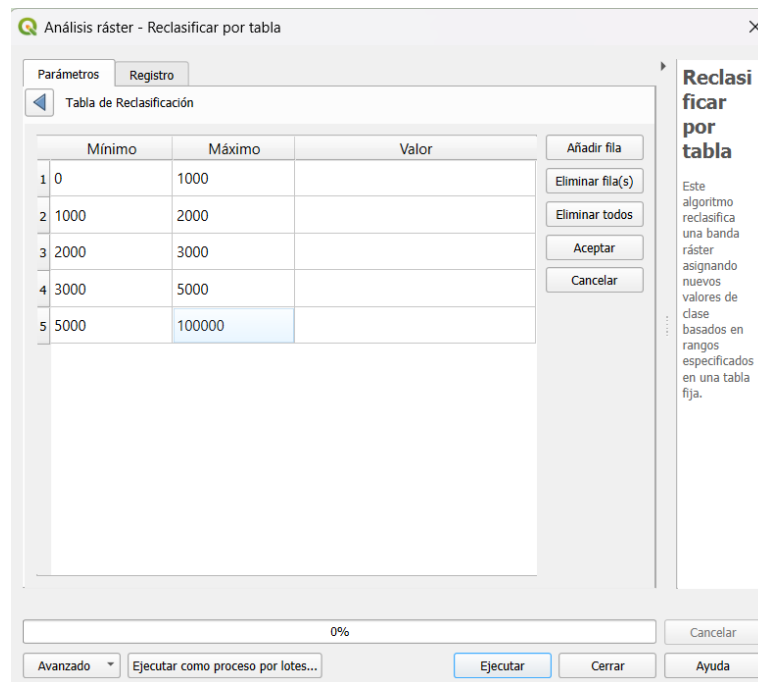 Análisis ráster - Reclasificar por tabla
Parámetros Registro
Tabla de Reclasificación
Mínimo Máximo Valor
1 0 1000
2 1000 2000
3 2000 3000
4 3000 5000
5 5000 100000
Añadir fila
Eliminar fila(s)
Eliminar todos
Aceptar
Cancelar
Reclasi
ficar
por
tabla
Este
algoritmo
reclasifica
una banda
ráster
asignando
nuevos
valores de
clase
basados en
rangos
especificados
en una tabla
fija.
0%
Cancelar
Avanzado Ejecutar como proceso por lotes... Ejecutar Cerrar Ayuda